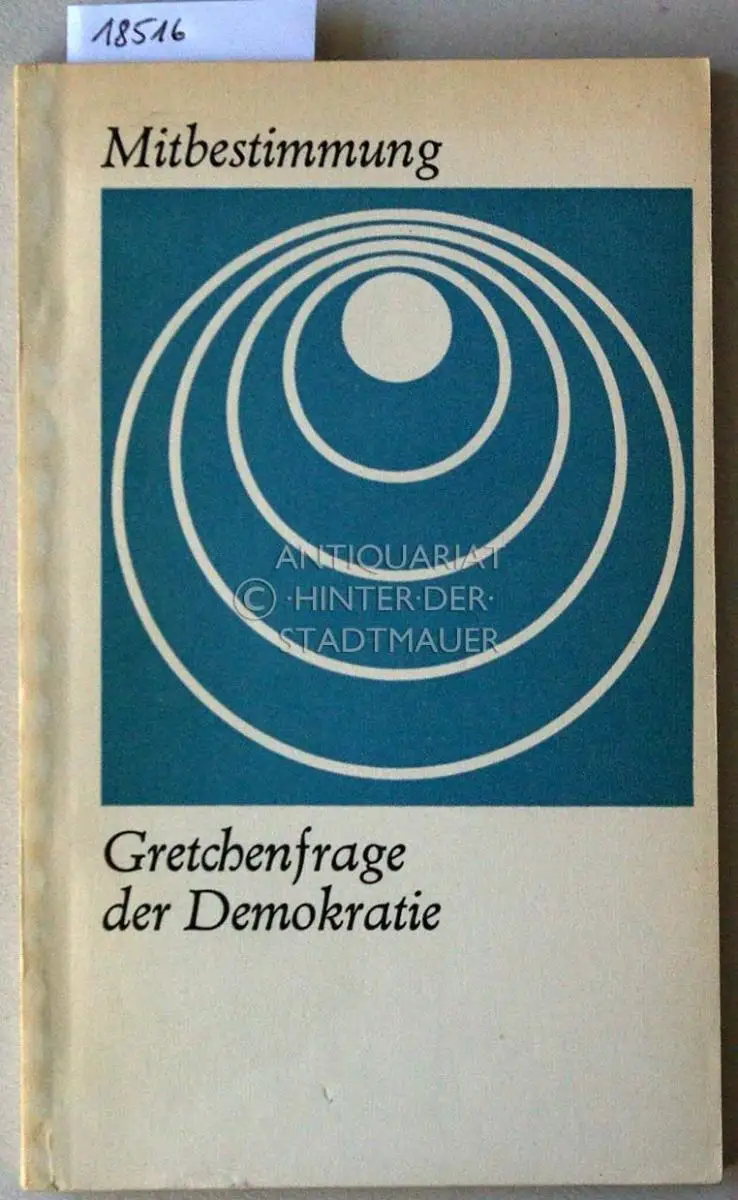 18516
Mitbestimmung
ANTIQUARIAT
© ·HINTER·DER·
STADTMAUER
Gretchenfrage
der Demokratie